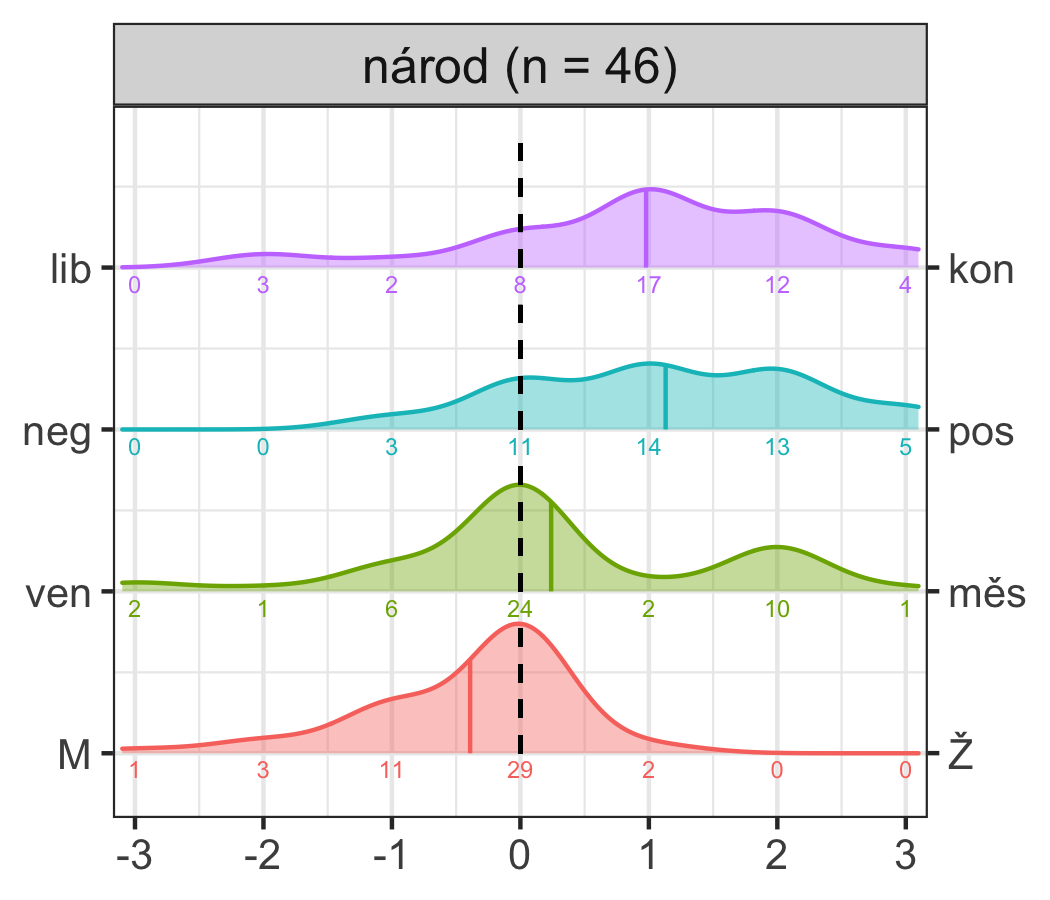 národ (n = 46)
lib kon
0 3 2 8 17 12 4
neg pos
0 0 3 11 14 13 5
ven měs
2 1 6 24 2 10 1
M Ž
1 3 11 29 2 0 0
-3 -2 -1 0 1 2 3